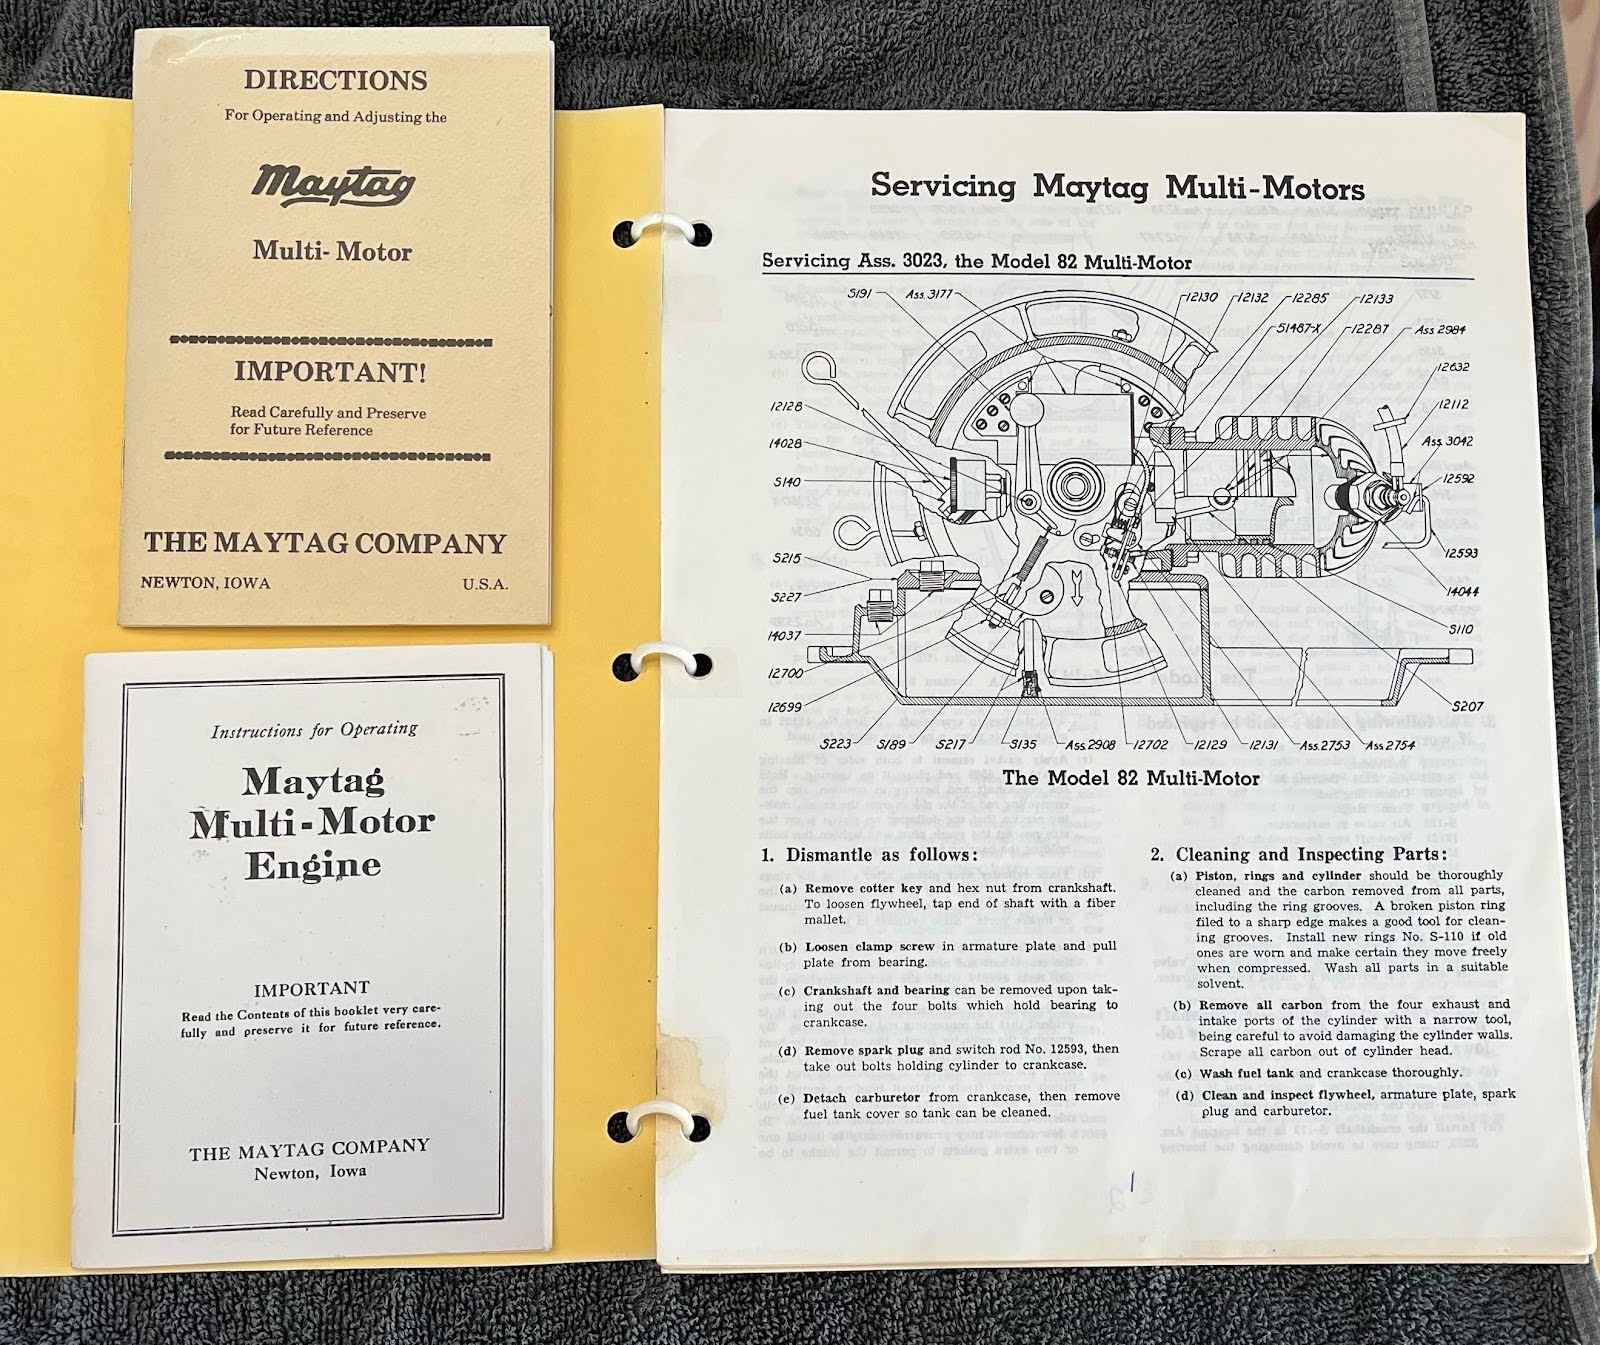 DIRECTIONS
For Operating and Adjusting the
Maytag
Multi- Motor
IMPORTANT!
Read Carefully and Preserve
for Future Reference
THE MAYTAG COMPANY
NEWTON, IOWA U.S.A.
Instructions for Operating
Maytag
Multi-Motor
Engine
IMPORTANT
Read the Contents of this booklet very care-
fully and preserve it for future reference.
THE MAYTAG COMPANY
Newton, Iowa
Servicing Maytag Multi-Motors
Servicing Ass. 3023, the Model 82 Multi-Motor
S191 Ass. 3177 12130 12132 12285 12133
S1487-X 12287 Ass 2984
12632
12128 12112
14028 Ass. 3042
S140 12592
S215 12593
S227 14044
14037 S110
12700
12699 S207
S223 S189 S217 S135 Ass. 2908 12702 12129 12131 Ass. 2753 Ass 2754
M
The Model 82 Multi-Motor
1. Dismantle as follows:
(a) Remove cotter key and hex nut from crankshaft.
To loosen flywheel, tap end of shaft with a fiber
mallet.
(b) Loosen clamp screw in armature plate and pull
plate from bearing.
(c) Crankshaft and bearing can be removed upon tak-
ing out the four bolts which hold bearing to
crankcase.
(d) Remove spark plug and switch rod No. 12593, then
take out bolts holding cylinder to crankcase.
(e) Detach carburetor from crankcase, then remove
fuel tank cover so tank can be cleaned.
2. Cleaning and Inspecting Parts:
(a) Piston, rings and cylinder should be thoroughly
cleaned and the carbon removed from all parts,
including the ring grooves. A broken piston ring
filed to a sharp edge makes a good tool for clean-
ing grooves. Install new rings No. S-110 if old
ones are worn and make certain they move freely
when compressed. Wash all parts in a suitable
solvent.
(b) Remove all carbon from the four exhaust and
intake ports of the cylinder with a narrow tool,
being careful to avoid damaging the cylinder walls.
Scrape all carbon out of cylinder head.
(c) Wash fuel tank and crankcase thoroughly.
(d) Clean and inspect flywheel, armature plate, spark
plug and carburetor.
1